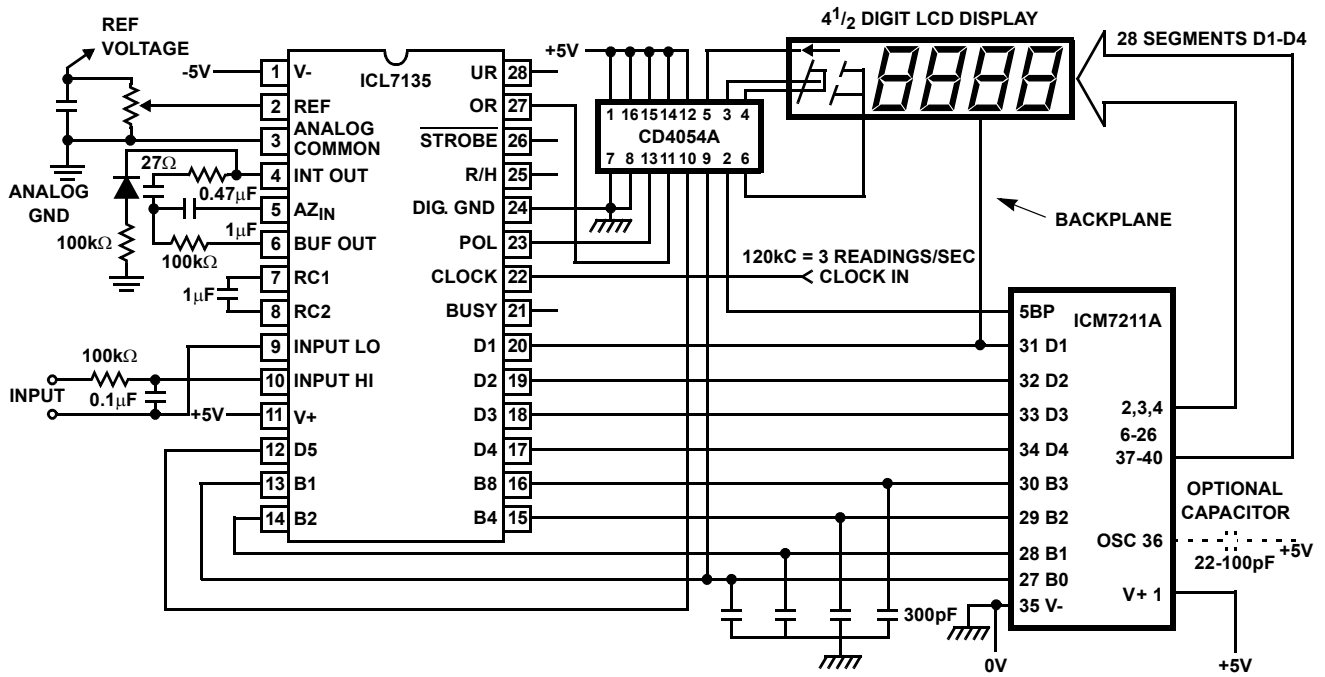 REF
VOLTAGE
4 1/2 DIGIT LCD DISPLAY
28 SEGMENTS D1-D4
-5V
+5V
ICL7135
1 V-
2 REF
3 ANALOG
COMMON
4 INT OUT
5 AZIN
6 BUF OUT
7 RC1
8 RC2
9 INPUT LO
10 INPUT HI
11 V+
12 D5
13 B1
14 B2
UR 28
OR 27
STROBE 26
R/H 25
DIG. GND 24
POL 23
CLOCK 22
BUSY 21
D1 20
D2 19
D3 18
D4 17
B8 16
B4 15
27Ω
0.47μF
ANALOG
GND
100kΩ
1μF
100kΩ
1μF
100kΩ
INPUT
0.1μF
+5V
1 16 15 14 12 5 3 4
CD4054A
7 8 13 11 10 9 2 6
BACKPLANE
120kC = 3 READINGS/SEC
CLOCK IN
5BP
ICM7211A
31 D1
32 D2
33 D3
34 D4
30 B3
29 B2
28 B1
27 B0
35 V-
2,3,4
6-26
37-40
OSC 36
V+ 1
OPTIONAL
CAPACITOR
22-100pF
+5V
300pF
0V
+5V